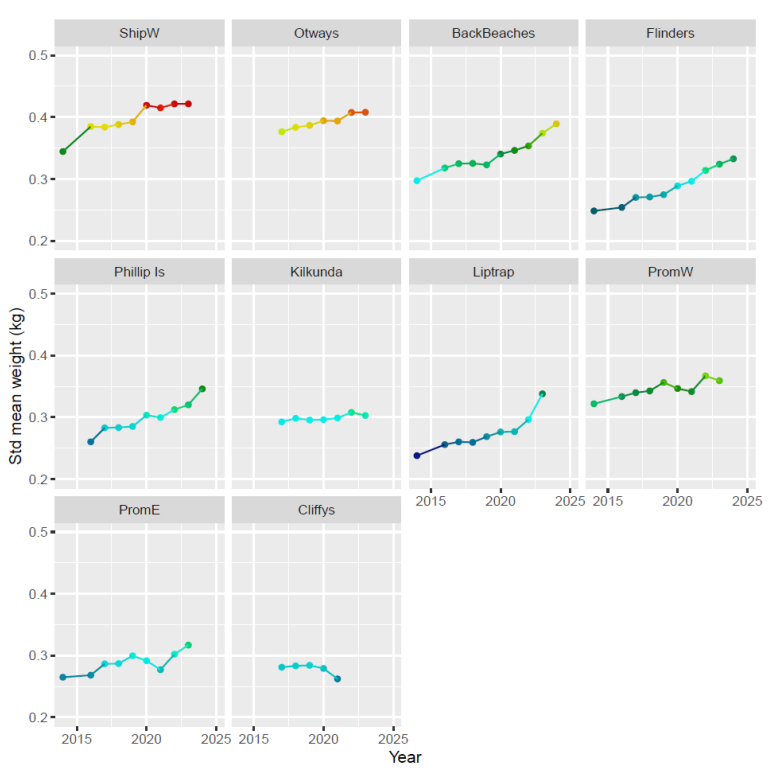 ShipW Otways BackBeaches Flinders
0.5
0.4
0.3
0.2
Phillip Is Kilkunda Liptrap PromW
0.5
0.4
0.3
0.2
Std mean weight (kg)
2015 2020 2025 2015 2020 2025
PromE Cliffys
0.5
0.4
0.3
0.2
2015 2020 2025 2015 2020 2025
Year